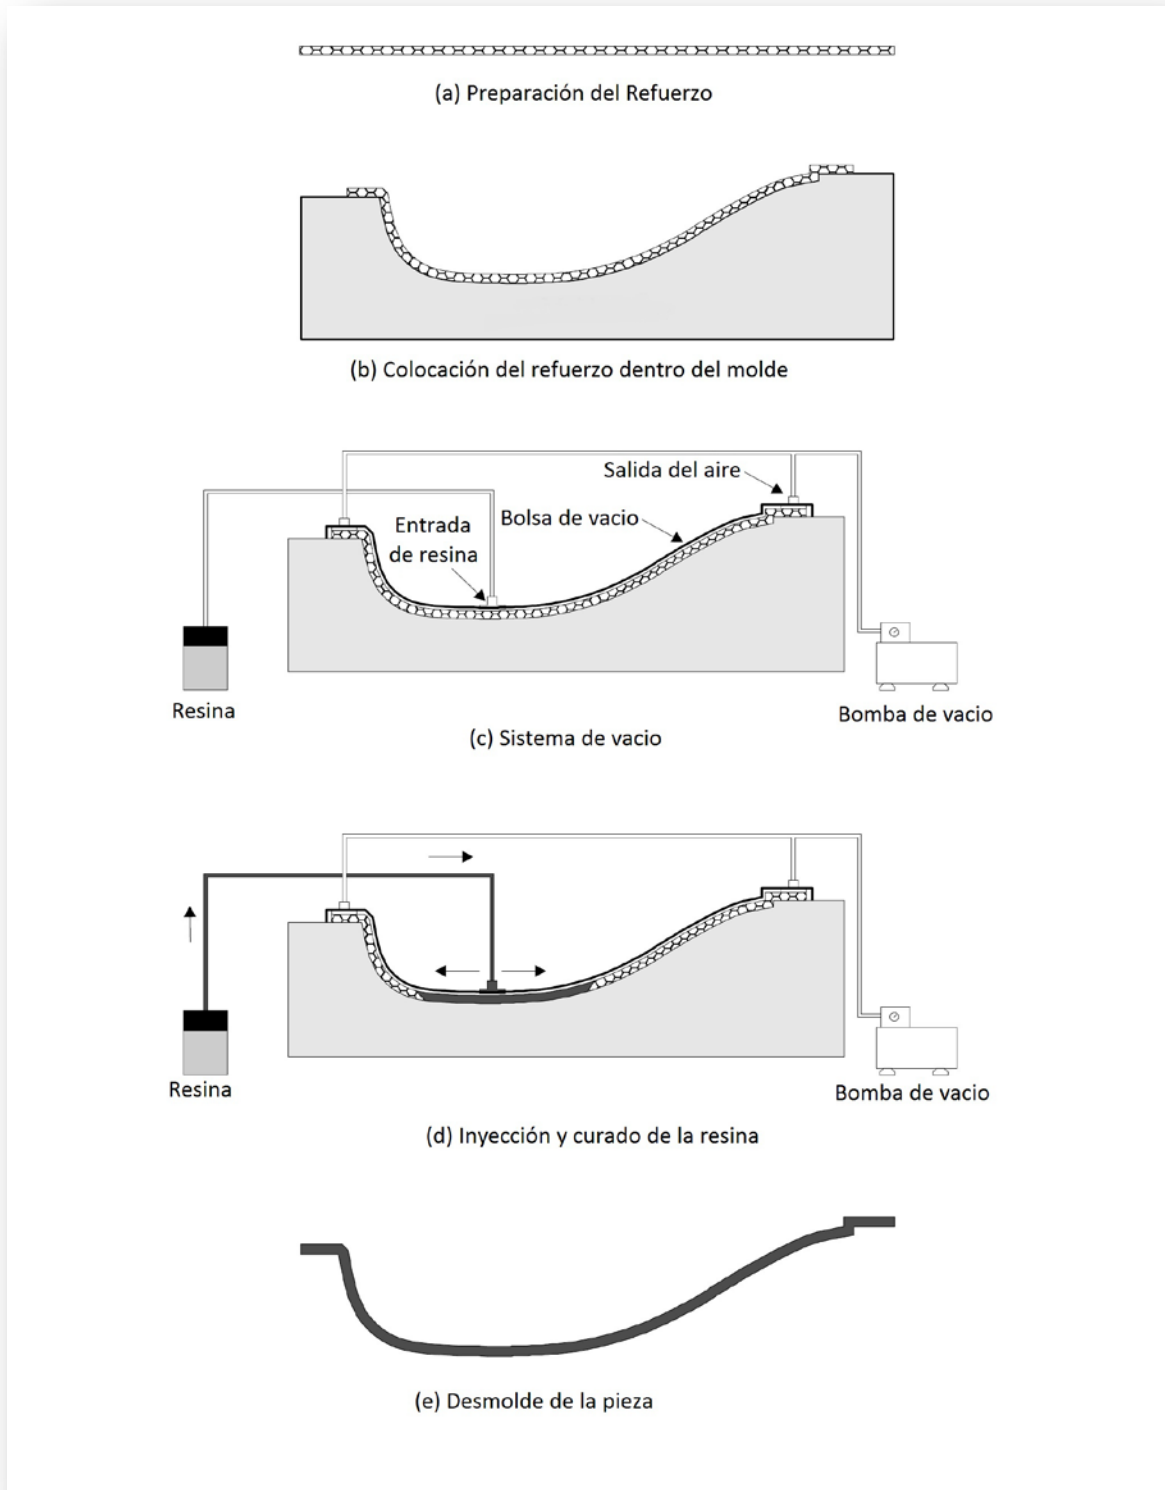 (a) Preparación del Refuerzo
(b) Colocación del refuerzo dentro del molde
Salida del aire
Bolsa de vacio
Entrada
de resina
Resina
Bomba de vacio
(c) Sistema de vacio
Resina
Bomba de vacio
(d) Inyección y curado de la resina
(e) Desmolde de la pieza